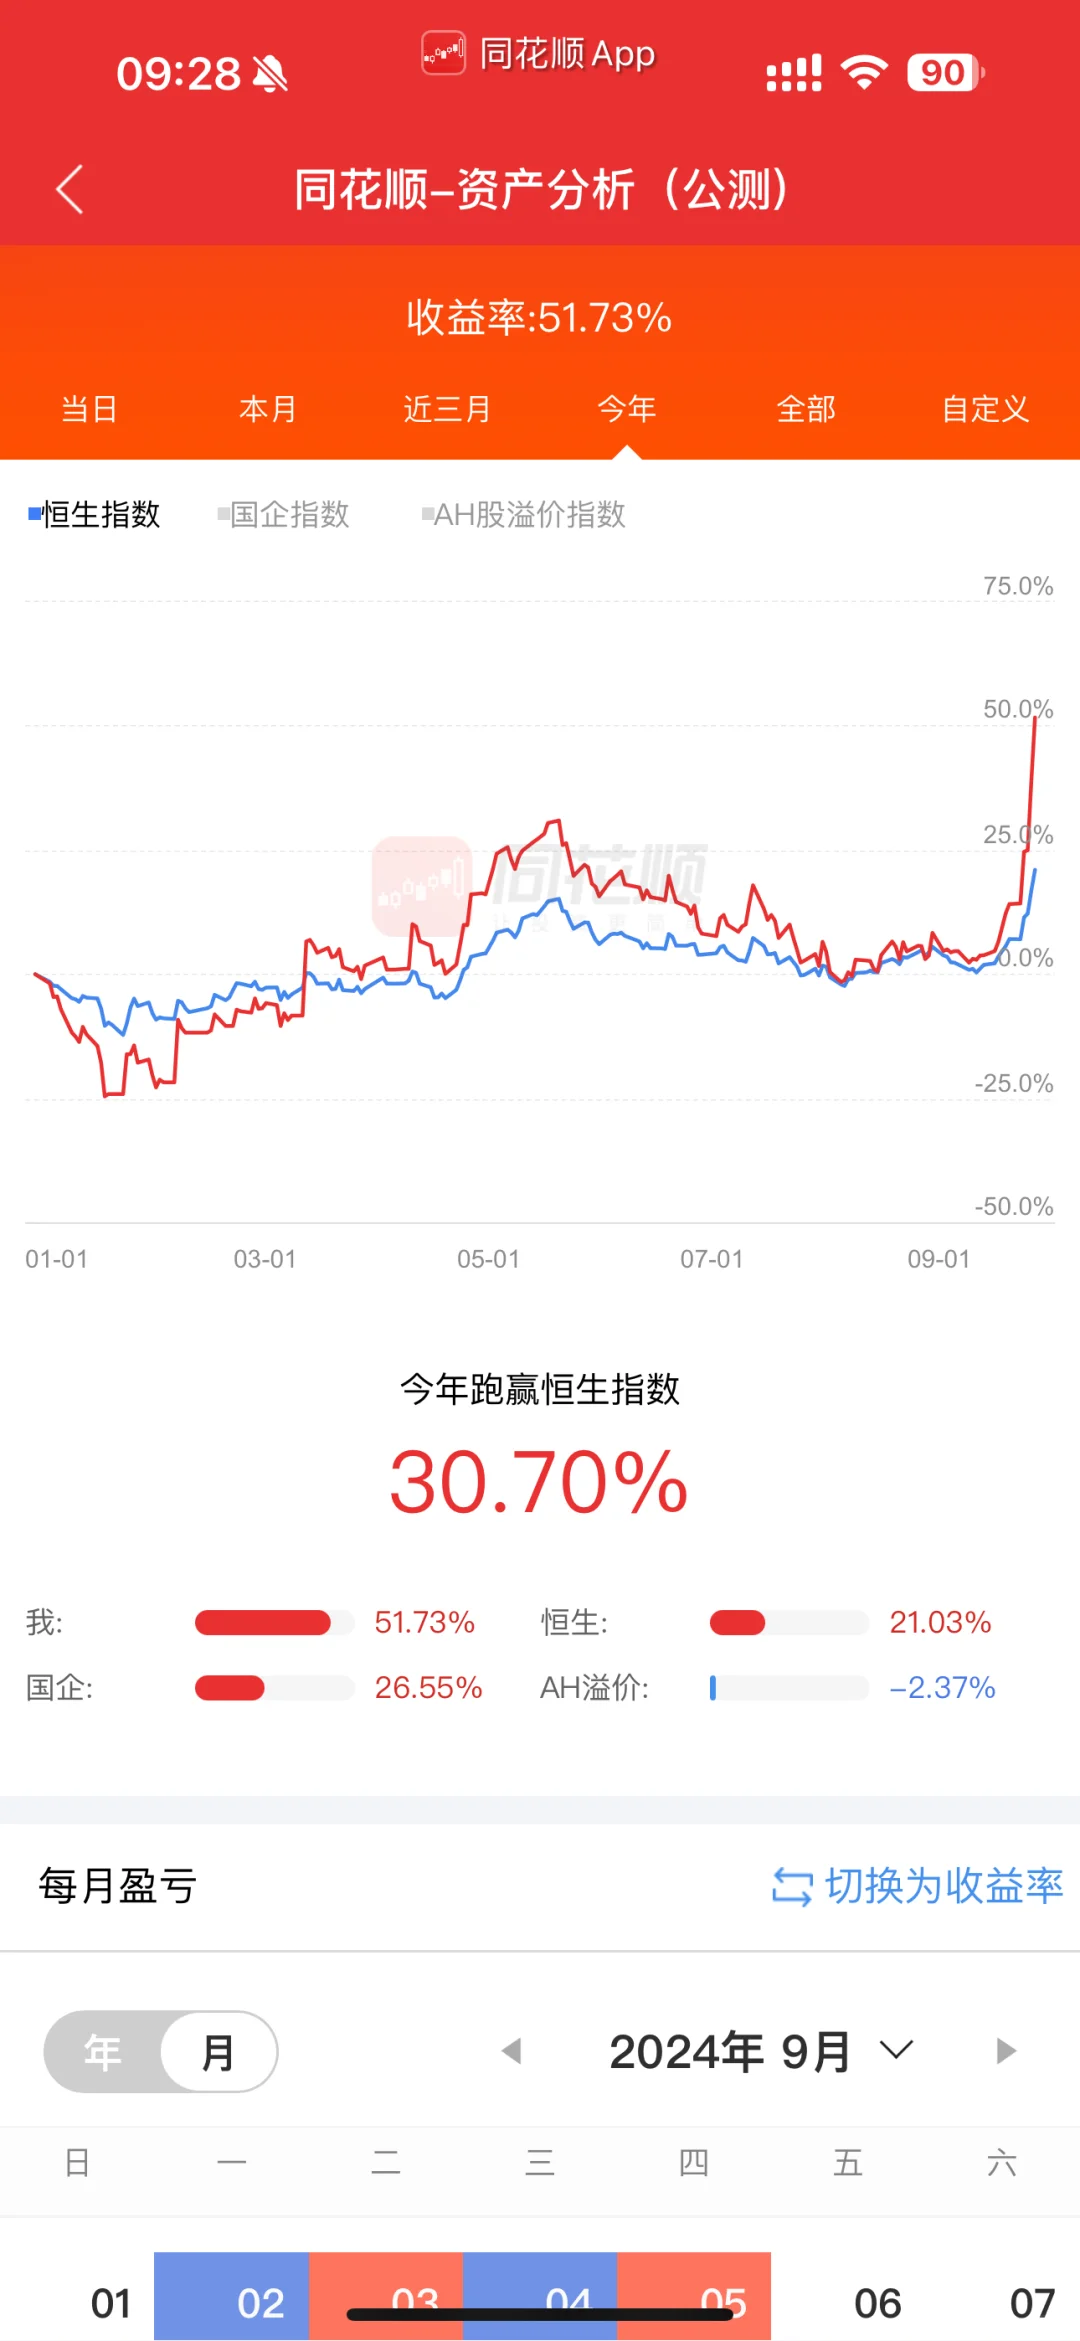 09:28
同花顺App
90
同花顺-资产分析（公测）
收益率:51.73%
当日 本月 近三月 今年 全部 自定义
恒生指数 国企指数 AH股溢价指数
75.0%
50.0%
25.0%
0.0%
-25.0%
-50.0%
同花顺
01-01 03-01 05-01 07-01 09-01
今年跑赢恒生指数
30.70%
我: 51.73% 恒生: 21.03%
国企: 26.55% AH溢价: -2.37%
每月盈亏 切换为收益率
年 月 2024年 9月
日 一 二 三 四 五 六
01 02 03 04 05 06 07